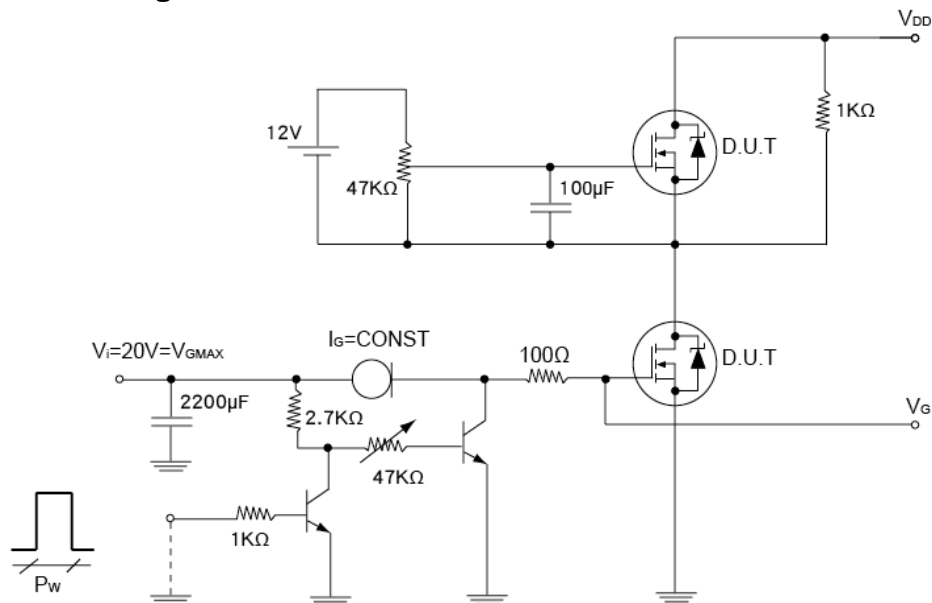 VDD
12V
47KΩ
100μF
D.U.T
1KΩ
IG=CONST
Vi=20V=VGMAX
100Ω
D.U.T
2200μF
2.7KΩ
VG
47KΩ
1KΩ
Pw